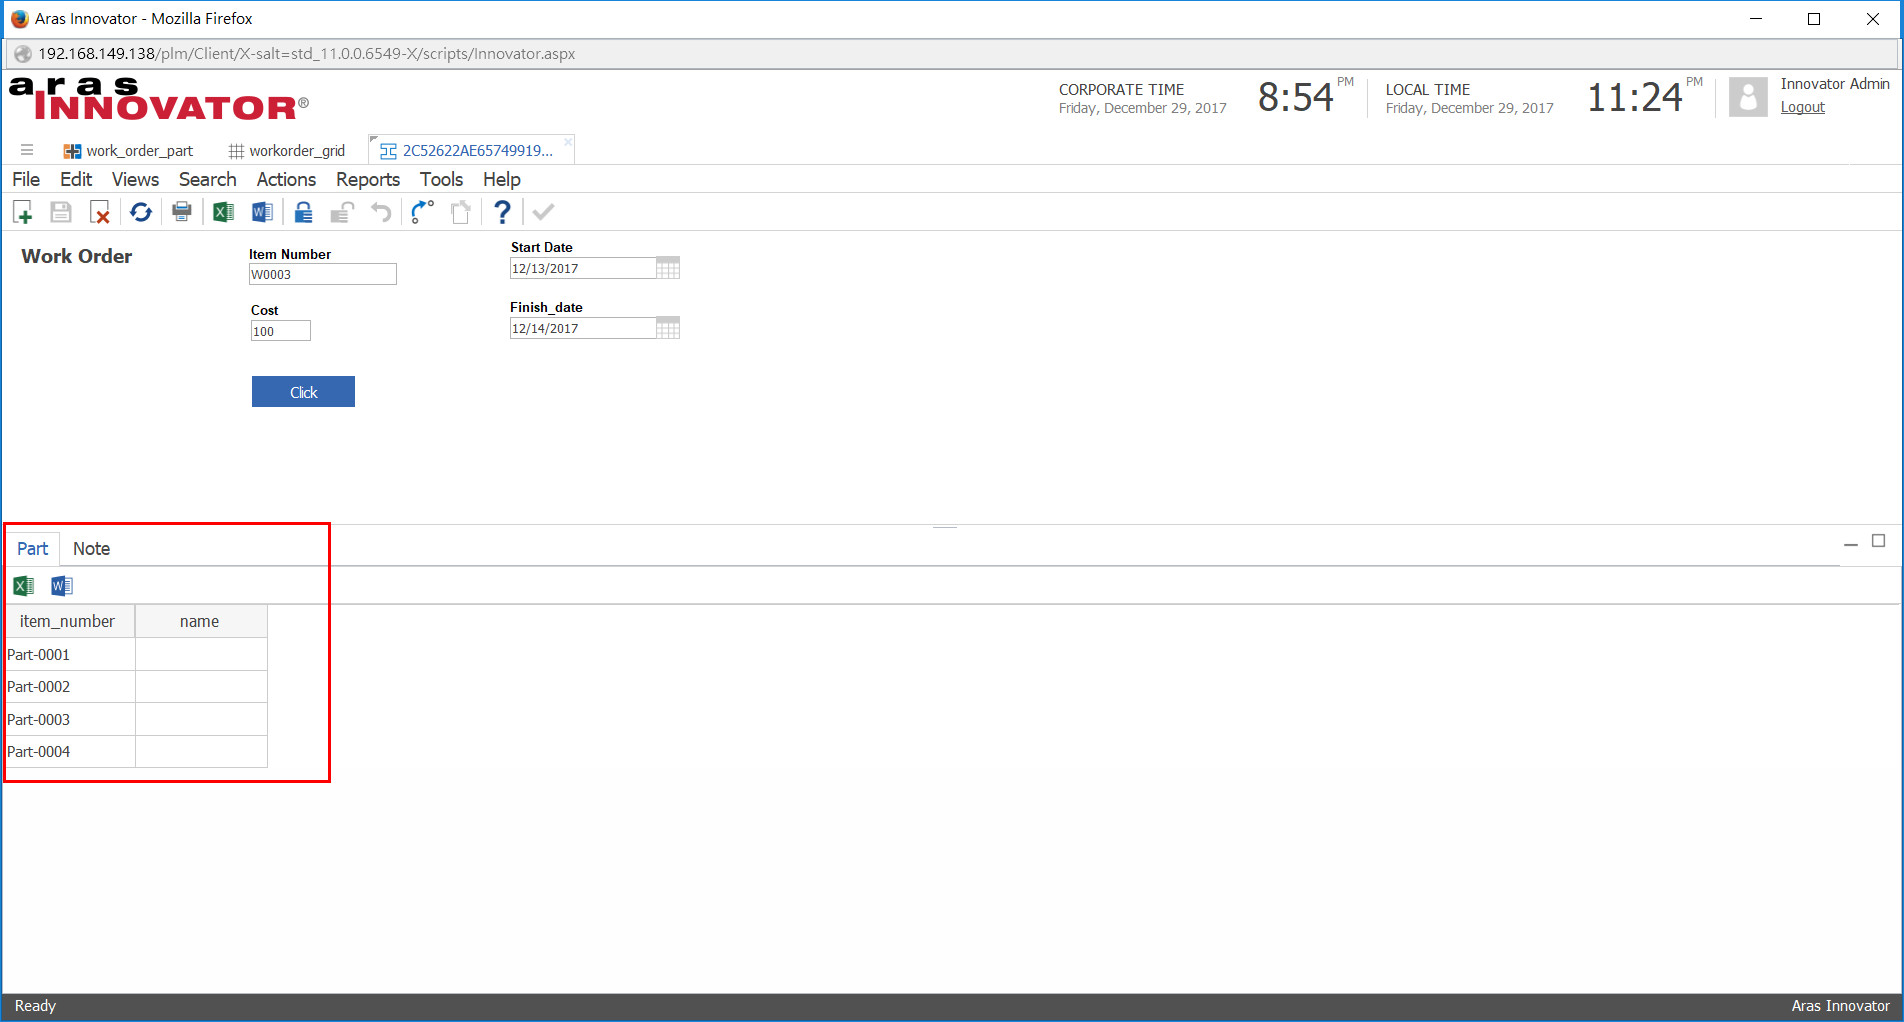 Aras Innovator - Mozilla Firefox
192.168.149.138/plm/Client/X-salt=std_11.0.0.6549-X/scripts/Innovator.aspx
aras
INNOVATOR®
CORPORATE TIME
Friday, December 29, 2017
8:54 PM
LOCAL TIME
Friday, December 29, 2017
11:24 PM
Innovator Admin
Logout
work_order_part
workorder_grid
2C52622AE65749919...
File Edit Views Search Actions Reports Tools Help
Work Order
Item Number
W0003
Start Date
12/13/2017
Cost
100
Finish_date
12/14/2017
Click
Part Note
item_number name
Part-0001
Part-0002
Part-0003
Part-0004
Ready
Aras Innovator